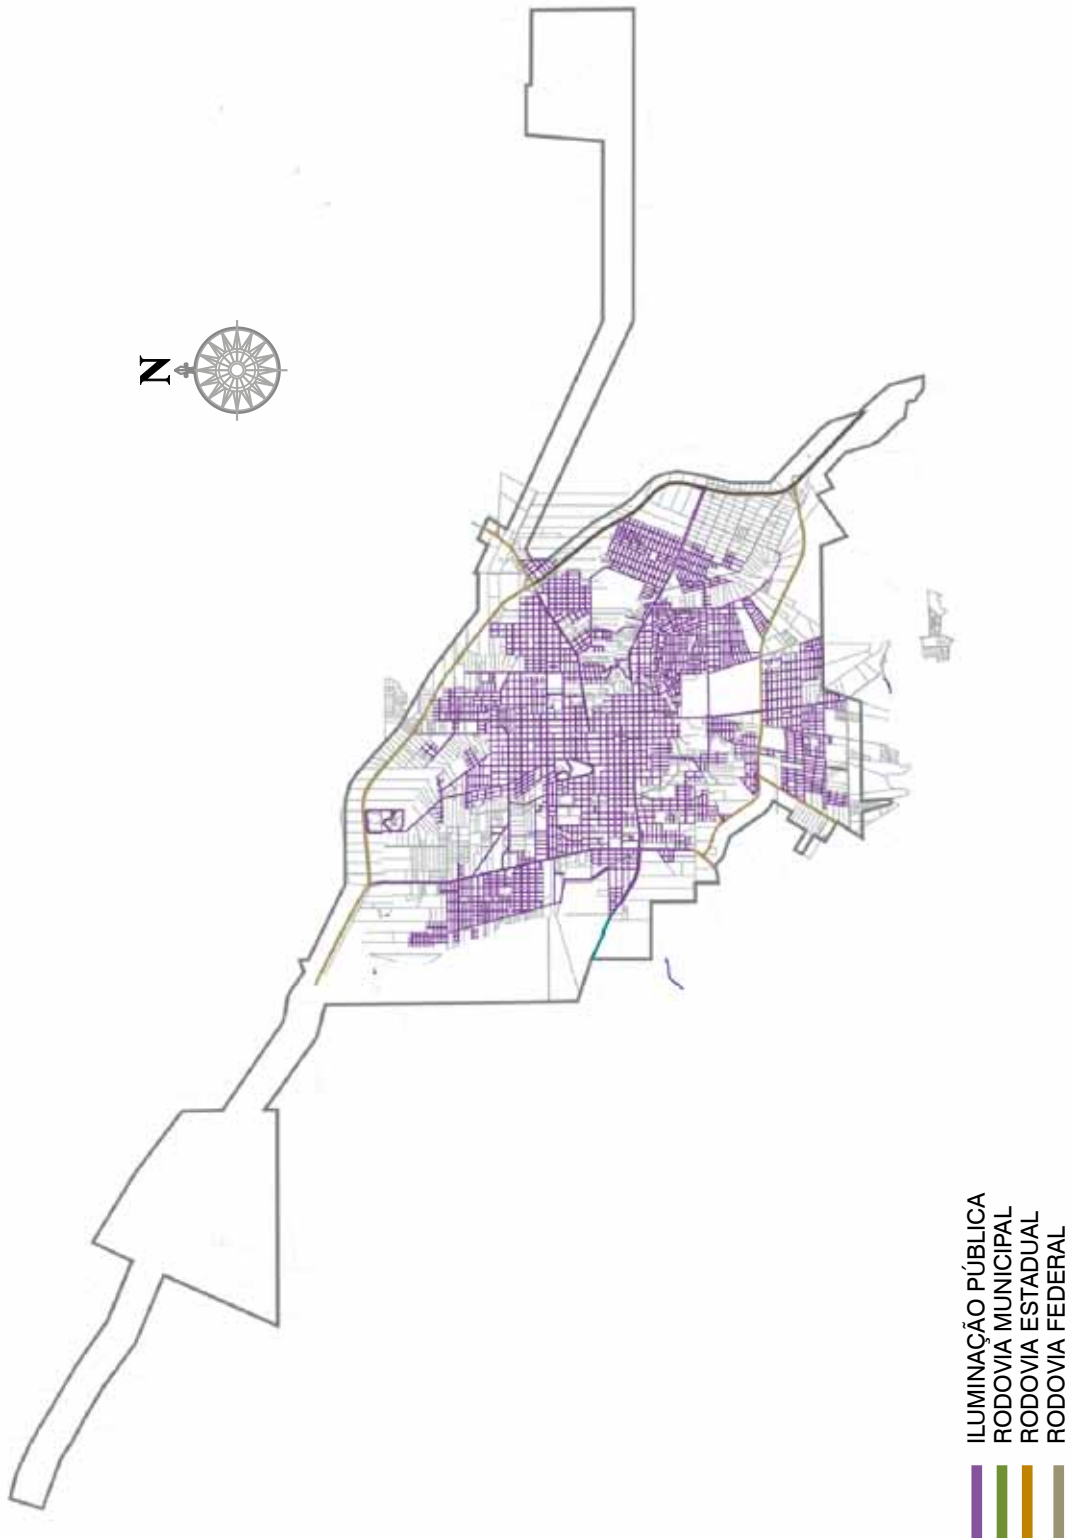 N
ILUMINAÇÃO PÚBLICA
RODOVIA MUNICIPAL
RODOVIA ESTADUAL
RODOVIA FEDERAL